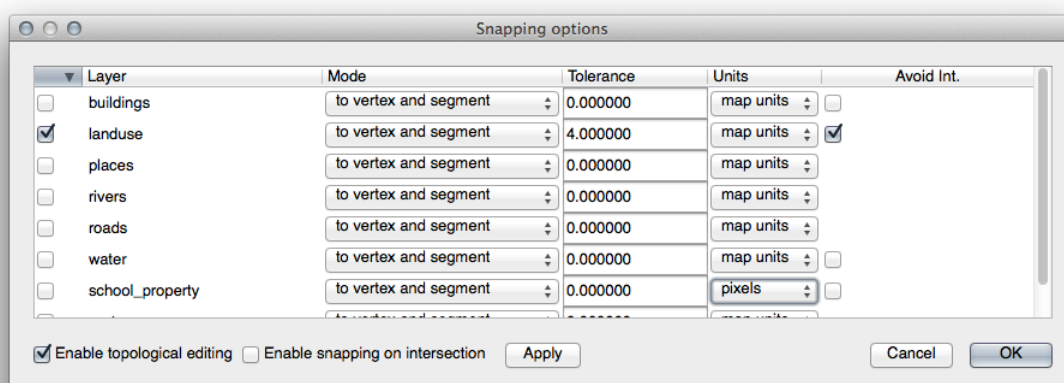 Snapping options
Layer Mode Tolerance Units Avoid Int.
buildings to vertex and segment 0.000000 map units
landuse to vertex and segment 4.000000 map units
places to vertex and segment 0.000000 map units
rivers to vertex and segment 0.000000 map units
roads to vertex and segment 0.000000 map units
water to vertex and segment 0.000000 map units
school_property to vertex and segment 0.000000 pixels
Enable topological editing Enable snapping on intersection Apply Cancel OK